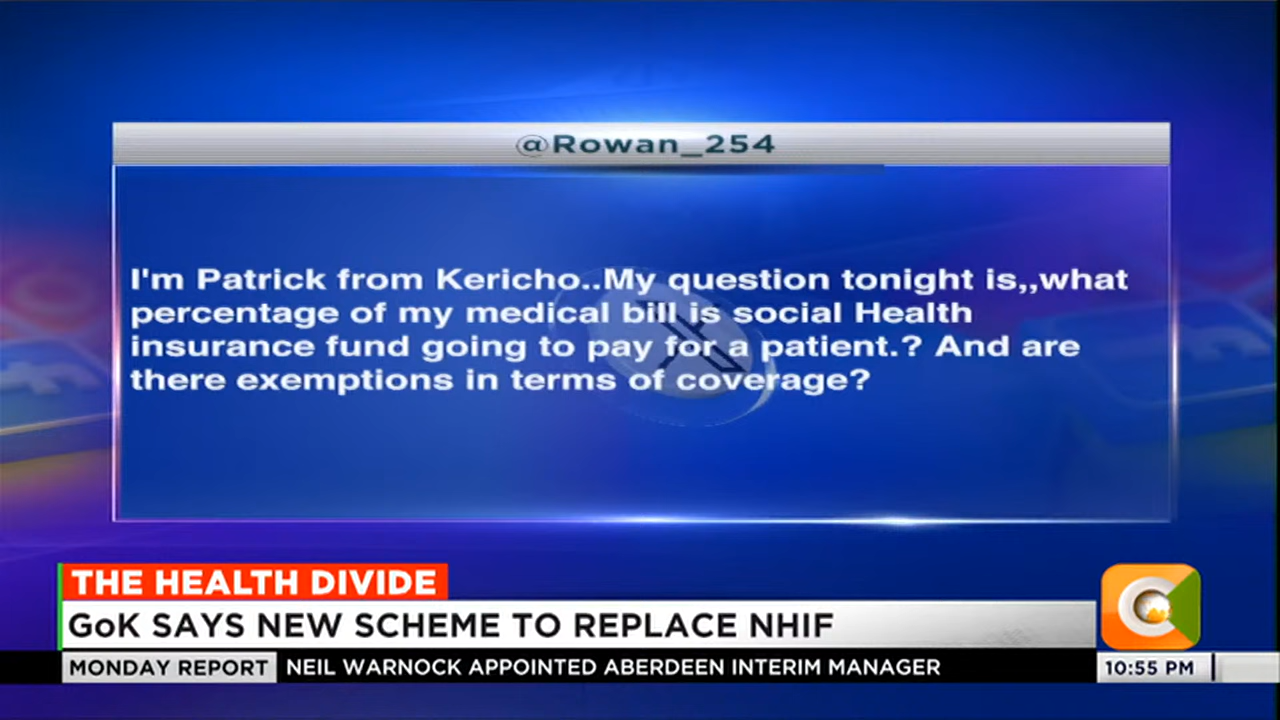 @Rowan_254
I'm Patrick from Kericho..My question tonight is,,what
percentage of my medical bill is social Health
insurance fund going to pay for a patient.? And are
there exemptions in terms of coverage?
THE HEALTH DIVIDE
GoK SAYS NEW SCHEME TO REPLACE NHIF
MONDAY REPORT NEIL WARNOCK APPOINTED ABERDEEN INTERIM MANAGER
10:55 PM